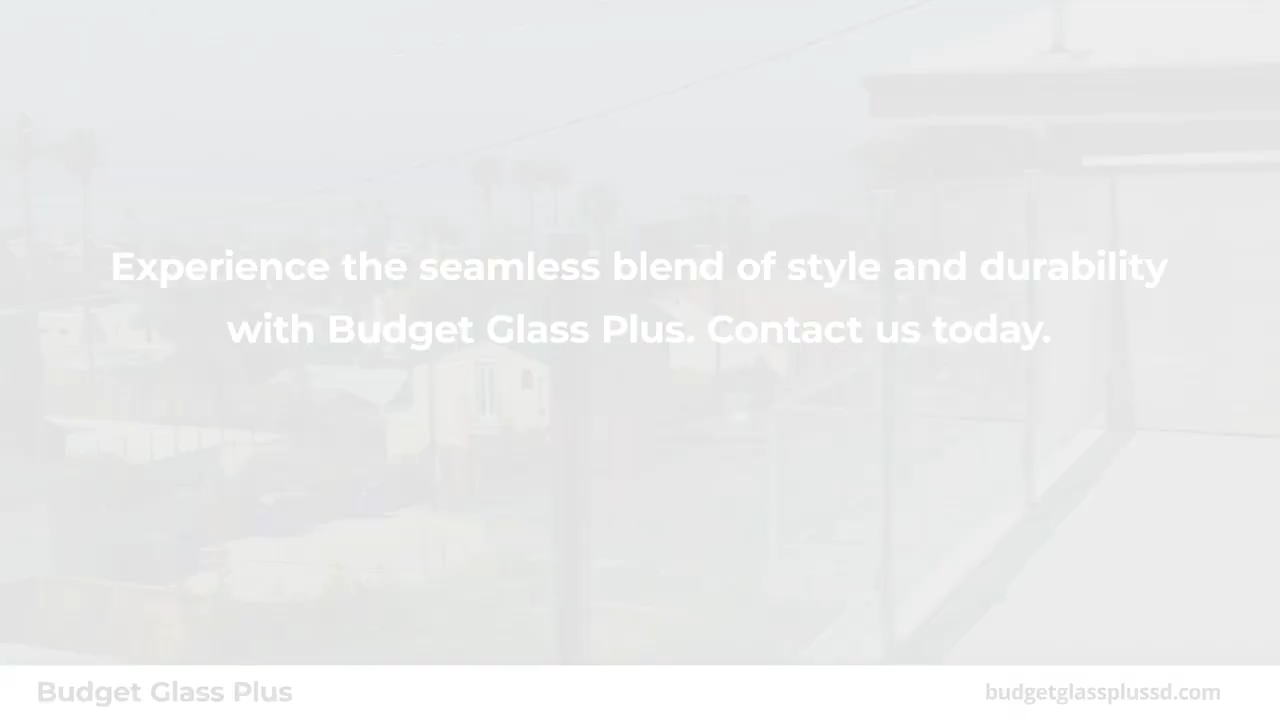 Experience the seamless blend of style and durability
with Budget Glass Plus. Contact us today.
Budget Glass Plus
budgetglassplussd.com